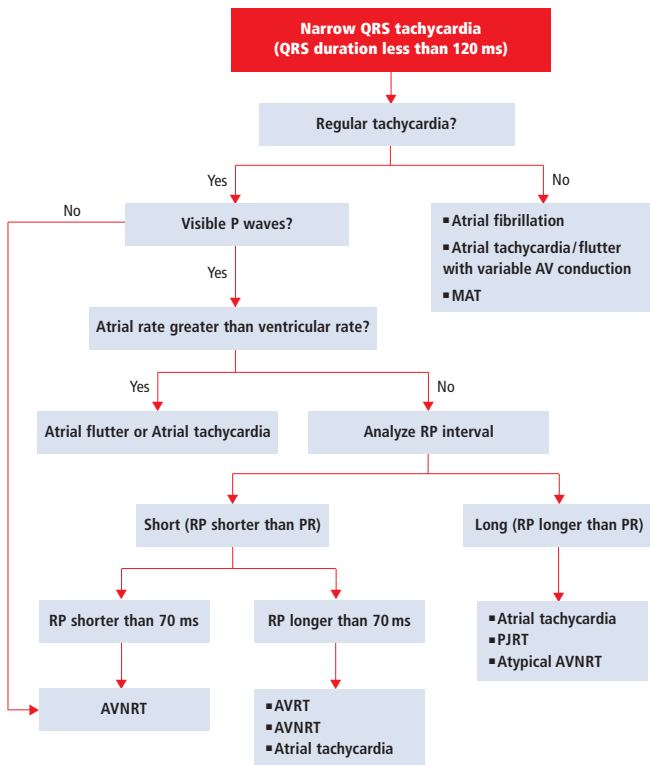 Narrow QRS tachycardia
(QRS duration less than 120 ms)
Regular tachycardia?
Yes
No
No
Visible P waves?
▪ Atrial fibrillation
▪ Atrial tachycardia/flutter
with variable AV conduction
▪ MAT
Yes
Atrial rate greater than ventricular rate?
Yes
No
Atrial flutter or Atrial tachycardia
Analyze RP interval
Short (RP shorter than PR)
Long (RP longer than PR)
RP shorter than 70 ms
RP longer than 70 ms
▪ Atrial tachycardia
▪ PJRT
▪ Atypical AVNRT
AVNRT
▪ AVRT
▪ AVNRT
▪ Atrial tachycardia